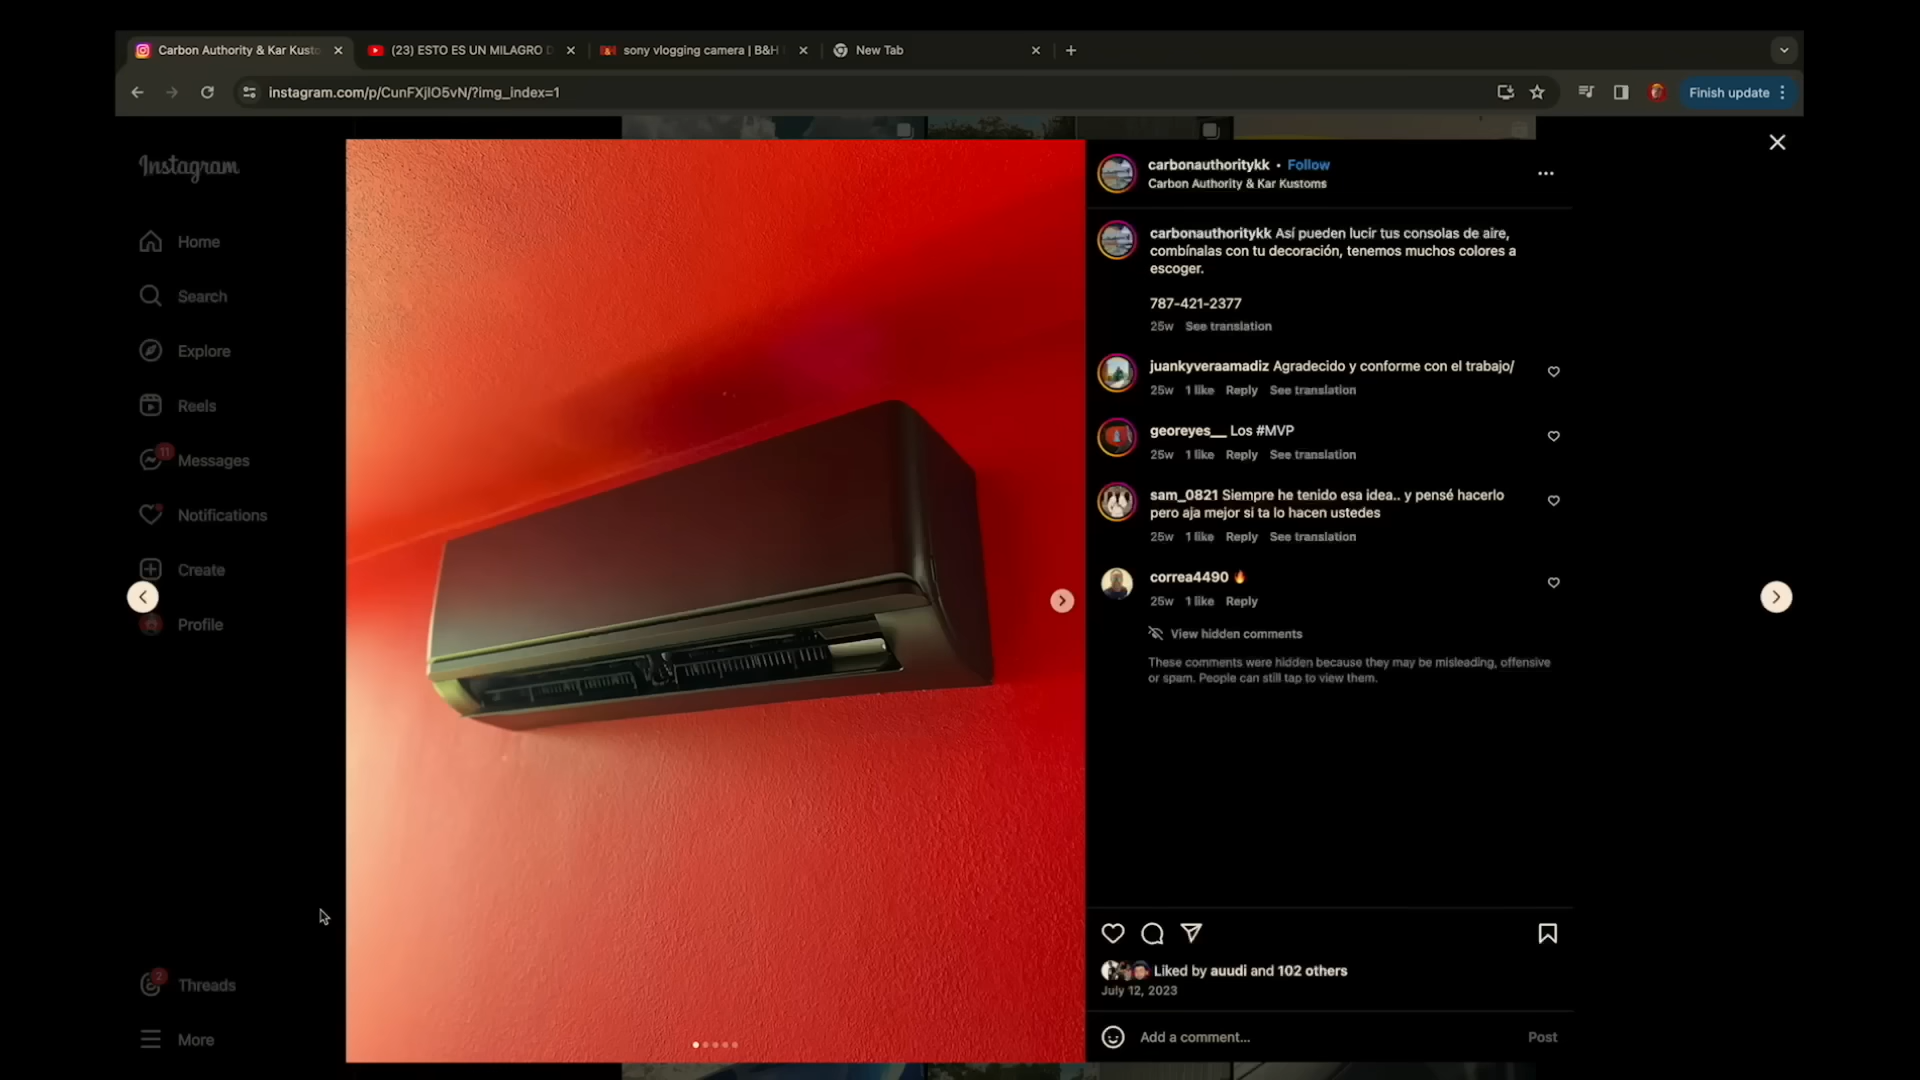 Carbon Authority & Kar Kusto
(23) ESTO ES UN MILAGRO
sony vlogging camera | B&H
New Tab
instagram.com/p/CunFXjlO5vN/?img_index=1
Finish update
Instagram
Home
Search
Explore
Reels
11
Messages
Notifications
Create
Profile
2
Threads
More
carbonauthoritykk • Follow
Carbon Authority & Kar Kustoms
carbonauthoritykk Así pueden lucir tus consolas de aire,
combínalas con tu decoración, tenemos muchos colores a
escoger.
787-421-2377
25w See translation
juankyveraamadiz Agradecido y conforme con el trabajo/
25w 1 like Reply See translation
georeyes__ Los #MVP
25w 1 like Reply See translation
sam_0821 Siempre he tenido esa idea.. y pensé hacerlo
pero aja mejor si ta lo hacen ustedes
25w 1 like Reply See translation
correa4490 🔥
25w 1 like Reply
View hidden comments
These comments were hidden because they may be misleading, offensive
or spam. People can still tap to view them.
Liked by auudi and 102 others
July 12, 2023
Add a comment...
Post